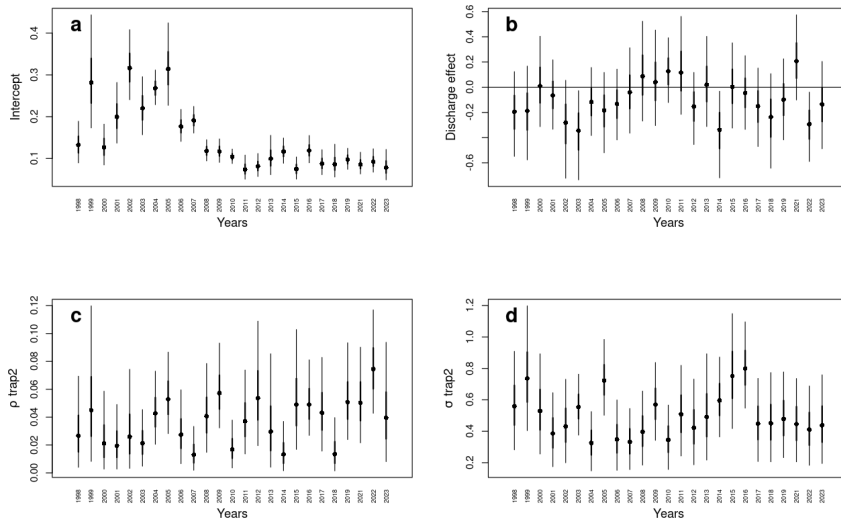 a
Intercept
0.1 0.2 0.3 0.4
1998 1999 2000 2001 2002 2003 2004 2005 2006 2007 2008 2009 2010 2011 2012 2013 2014 2015 2016 2017 2018 2019 2021 2022 2023
Years
b
Discharge effect
-0.6 -0.2 0.0 0.2 0.4 0.6
1998 1999 2000 2001 2002 2003 2004 2005 2006 2007 2008 2009 2010 2011 2012 2013 2014 2015 2016 2017 2018 2019 2021 2022 2023
Years
c
ρ trap2
0.00 0.02 0.04 0.06 0.08 0.10 0.12
1998 1999 2000 2001 2002 2003 2004 2005 2006 2007 2008 2009 2010 2011 2012 2013 2014 2015 2016 2017 2018 2019 2021 2022 2023
Years
d
σ trap2
0.2 0.4 0.6 0.8 1.0 1.2
1998 1999 2000 2001 2002 2003 2004 2005 2006 2007 2008 2009 2010 2011 2012 2013 2014 2015 2016 2017 2018 2019 2021 2022 2023
Years